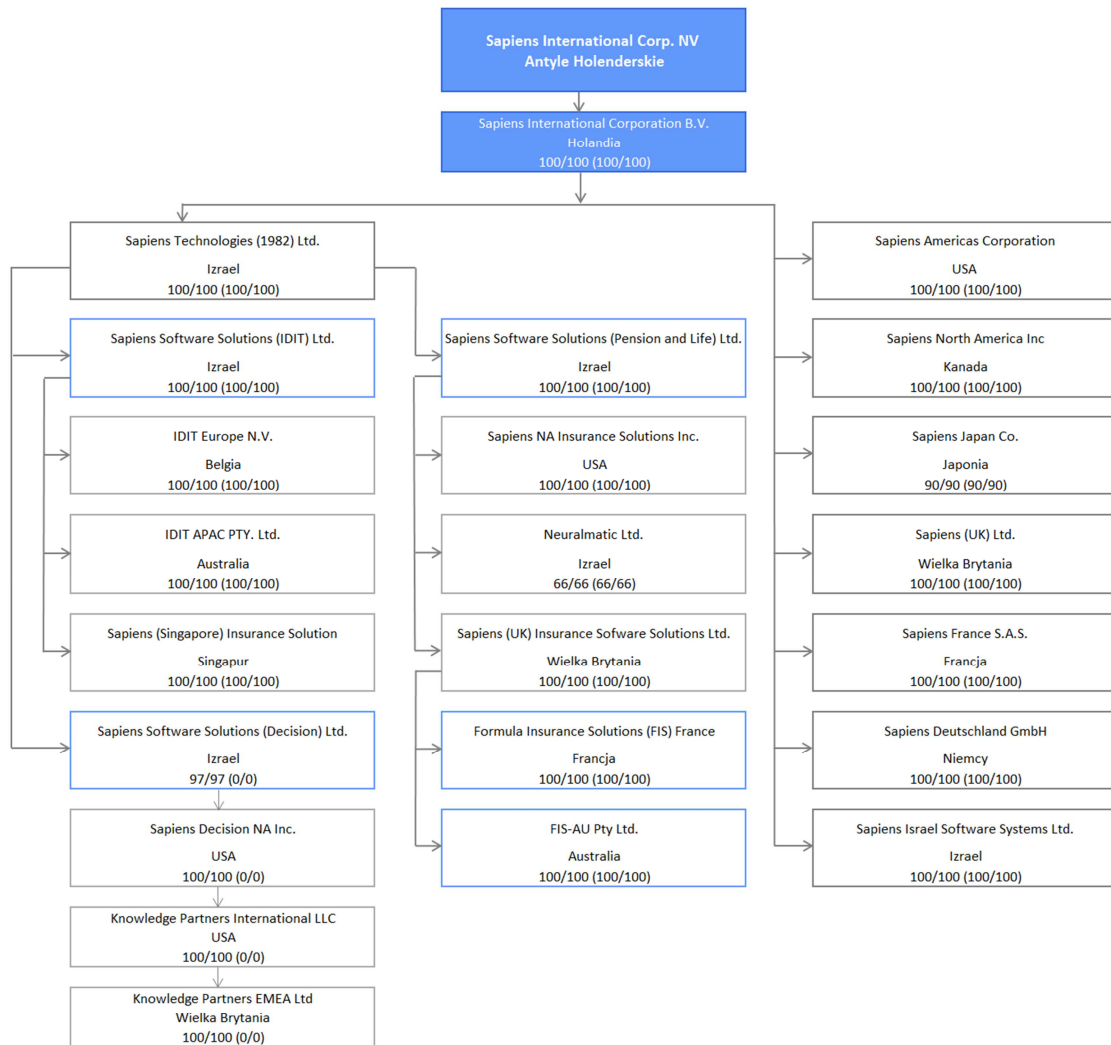 Sapiens International Corp. NV
Antyle Holenderskie
Sapiens International Corporation B.V.
Holandia
100/100 (100/100)
Sapiens Technologies (1982) Ltd.
Izrael
100/100 (100/100)
Sapiens Software Solutions (IDIT) Ltd.
Izrael
100/100 (100/100)
IDIT Europe N.V.
Belgia
100/100 (100/100)
IDIT APAC PTY. Ltd.
Australia
100/100 (100/100)
Sapiens (Singapore) Insurance Solution
Singapur
100/100 (100/100)
Sapiens Software Solutions (Decision) Ltd.
Izrael
97/97 (0/0)
Sapiens Decision NA Inc.
USA
100/100 (0/0)
Knowledge Partners International LLC
USA
100/100 (0/0)
Knowledge Partners EMEA Ltd
Wielka Brytania
100/100 (0/0)
Sapiens Software Solutions (Pension and Life) Ltd.
Izrael
100/100 (100/100)
Sapiens NA Insurance Solutions Inc.
USA
100/100 (100/100)
Neuralmatic Ltd.
Izrael
66/66 (66/66)
Sapiens (UK) Insurance Sofware Solutions Ltd.
Wielka Brytania
100/100 (100/100)
Formula Insurance Solutions (FIS) France
Francja
100/100 (100/100)
FIS-AU Pty Ltd.
Australia
100/100 (100/100)
Sapiens Americas Corporation
USA
100/100 (100/100)
Sapiens North America Inc
Kanada
100/100 (100/100)
Sapiens Japan Co.
Japonia
90/90 (90/90)
Sapiens (UK) Ltd.
Wielka Brytania
100/100 (100/100)
Sapiens France S.A.S.
Francja
100/100 (100/100)
Sapiens Deutschland GmbH
Niemcy
100/100 (100/100)
Sapiens Israel Software Systems Ltd.
Izrael
100/100 (100/100)